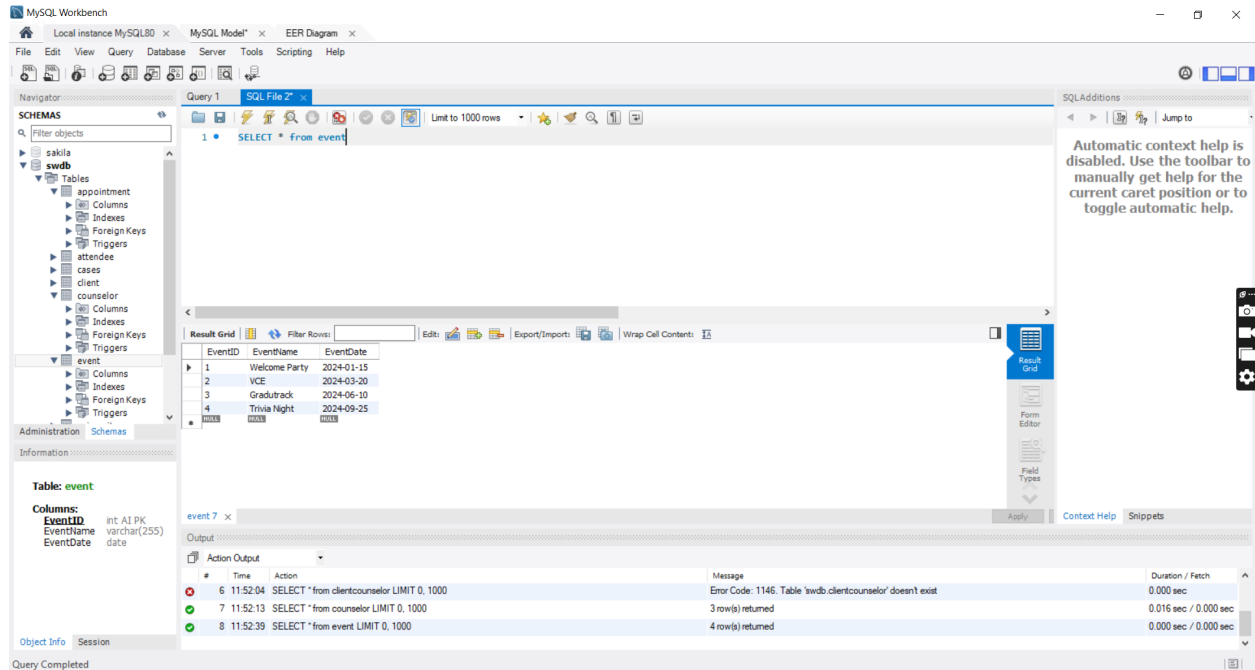 MySQL Workbench
Local instance MySQL80 × MySQL Model* × EER Diagram ×
File Edit View Query Database Server Tools Scripting Help
Navigator
SCHEMAS
Filter objects
sakila
swdb
Tables
appointment
Columns
Indexes
Foreign Keys
Triggers
attendee
cases
client
counselor
Columns
Indexes
Foreign Keys
Triggers
event
Columns
Indexes
Foreign Keys
Triggers
Administration Schemas
Information
Table: event
Columns:
EventID int AI PK
EventName varchar(255)
EventDate date
Object Info Session
Query 1 SQL File 2* ×
Limit to 1000 rows
1 SELECT * from event
Result Grid Filter Rows: Edit: Export/Import: Wrap Cell Content:
EventID EventName EventDate
1 Welcome Party 2024-01-15
2 VCE 2024-03-20
3 Gradutrack 2024-06-10
4 Trivia Night 2024-09-25
NULL NULL NULL
Result Grid
Form Editor
Field Types
event 7 × Apply
Output
Action Output
# Time Action Message Duration / Fetch
6 11:52:04 SELECT * from clientcounselor LIMIT 0, 1000 Error Code: 1146. Table 'swdb.clientcounselor' doesn't exist 0.000 sec
7 11:52:13 SELECT * from counselor LIMIT 0, 1000 3 row(s) returned 0.016 sec / 0.000 sec
8 11:52:39 SELECT * from event LIMIT 0, 1000 4 row(s) returned 0.000 sec / 0.000 sec
SQLAdditions
Jump to
Automatic context help is
disabled. Use the toolbar to
manually get help for the
current caret position or to
toggle automatic help.
Context Help Snippets
Query Completed